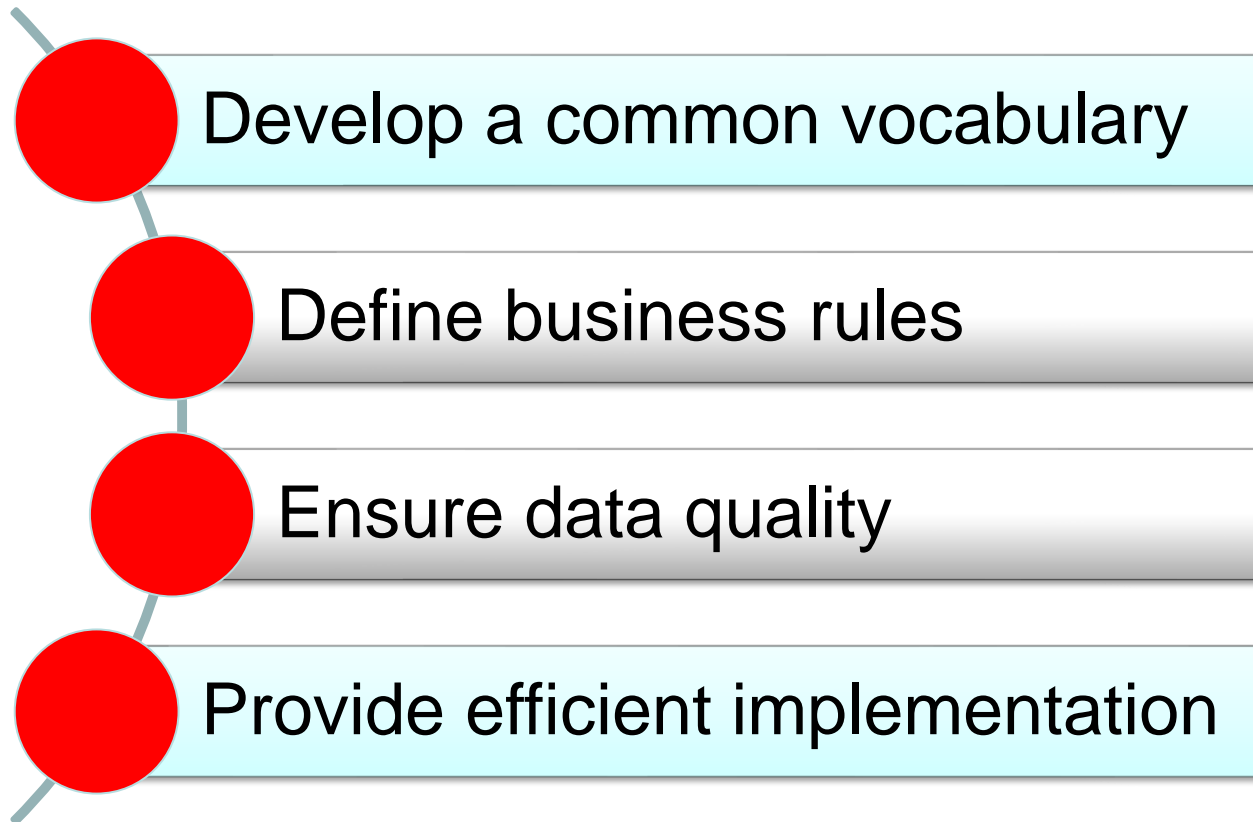 Develop a common vocabulary
Define business rules
Ensure data quality
Provide efficient implementation